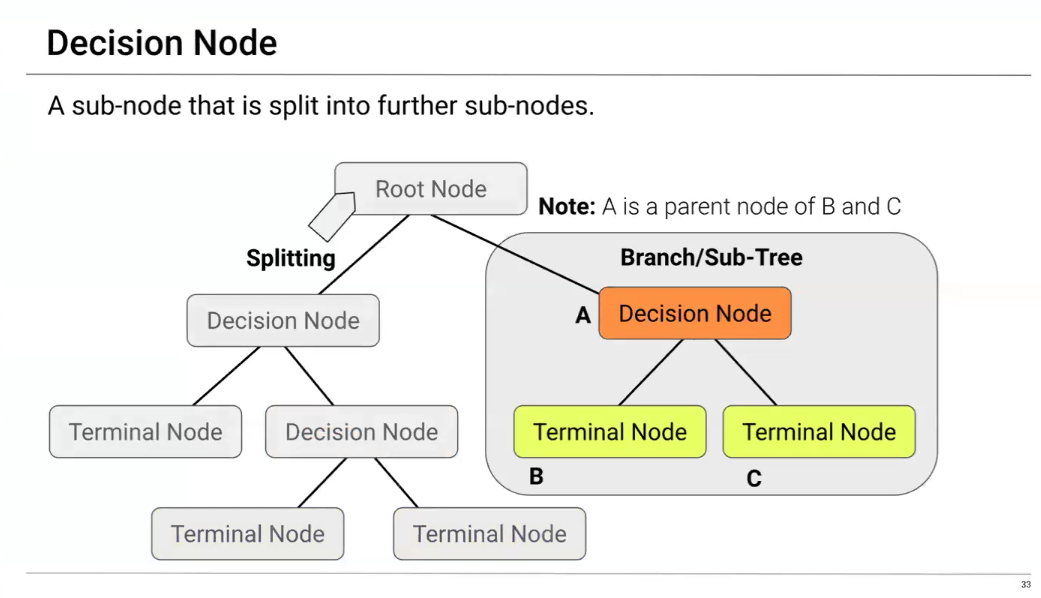 Decision Node
A sub-node that is split into further sub-nodes.
Root Node
Note: A is a parent node of B and C
Splitting
Branch/Sub-Tree
Decision Node
A
Decision Node
Terminal Node
Decision Node
Terminal Node
Terminal Node
B
C
Terminal Node
Terminal Node
33